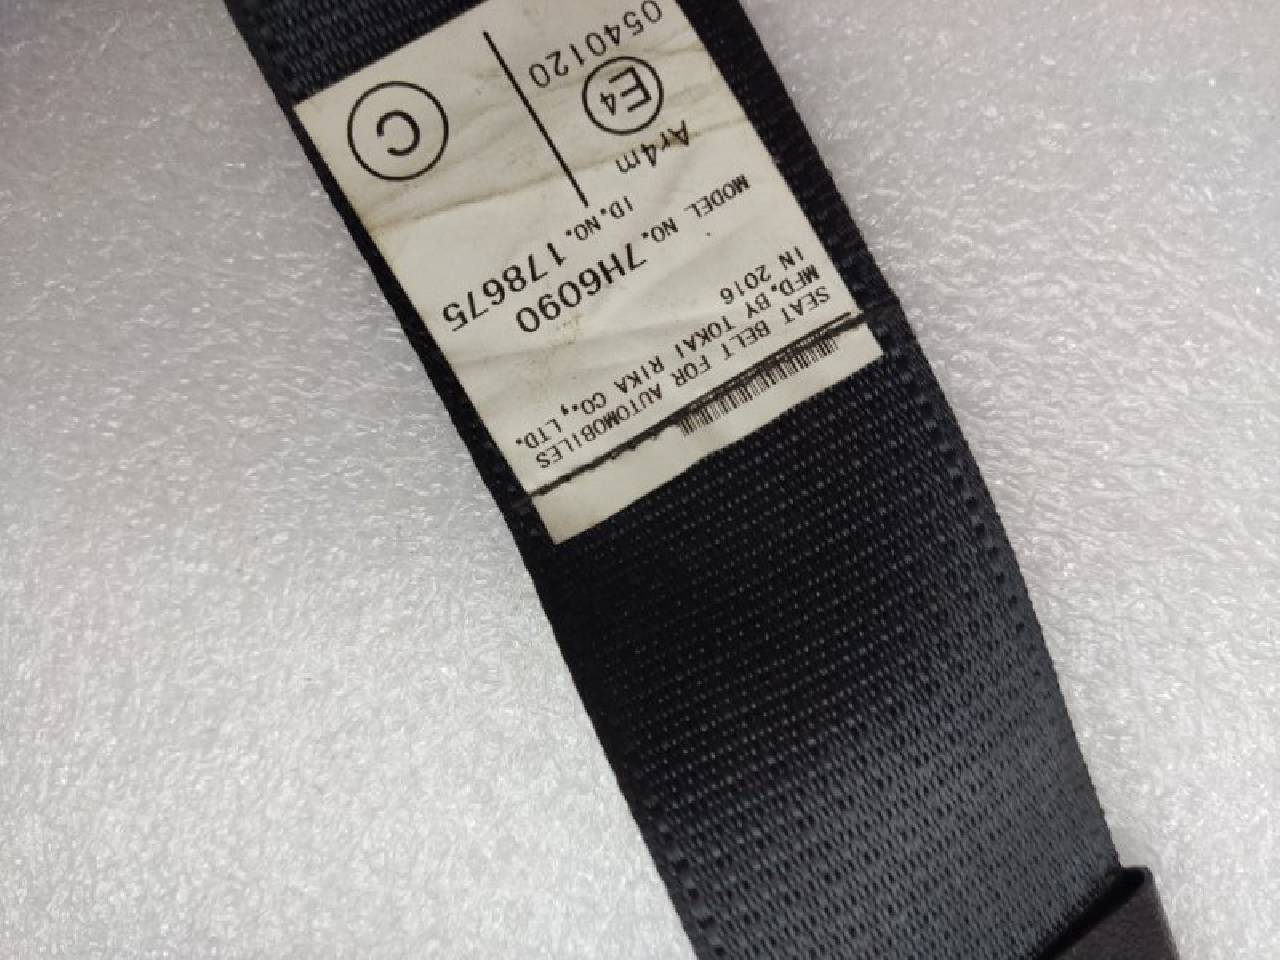 SEAT BELT FOR AUTOMOBILES
MFD. BY TOKAI RIKA CO., LTD.
IN 2016
MODEL NO. 7H6090
ID. NO. 178675
Ar4m
E4
0540120
C